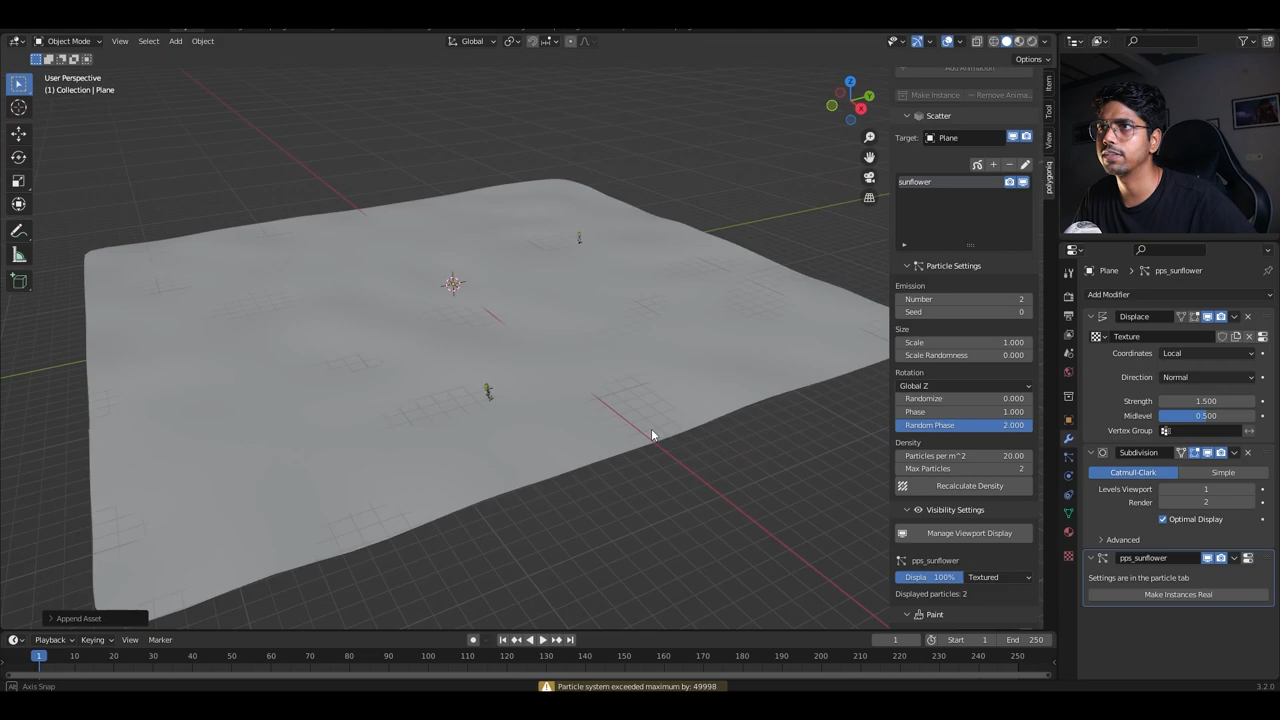 Object Mode
View
Select
Add
Object
Global
Options
User Perspective
(1) Collection | Plane
X
Y
Z
Item
Tool
View
polygoniq
Add Animation
Make Instance
Remove Anima...
Scatter
Target:
Plane
sunflower
Particle Settings
Emission
Number 2
Seed 0
Size
Scale 1.000
Scale Randomness 0.000
Rotation
Global Z
Randomize 0.000
Phase 1.000
Random Phase 2.000
Density
Particles per m^2 20.00
Max Particles 2
Recalculate Density
Visibility Settings
Manage Viewport Display
pps_sunflower
Displa 100% Textured
Displayed particles: 2
Paint
Plane > pps_sunflower
Add Modifier
Displace
Texture
Coordinates Local
Direction Normal
Strength 1.500
Midlevel 0.500
Vertex Group
Subdivision
Catmull-Clark Simple
Levels Viewport 1
Render 2
Optimal Display
Advanced
pps_sunflower
Settings are in the particle tab
Make Instances Real
> Append Asset
Playback
Keying
View
Marker
1
Start 1
End 250
1 10 20 30 40 50 60 70 80 90 100 110 120 130 140 150 160 170 180 190 200 210 220 230 240 250
Alt Axis Snap
Particle system exceeded maximum by: 49998
3.2.0